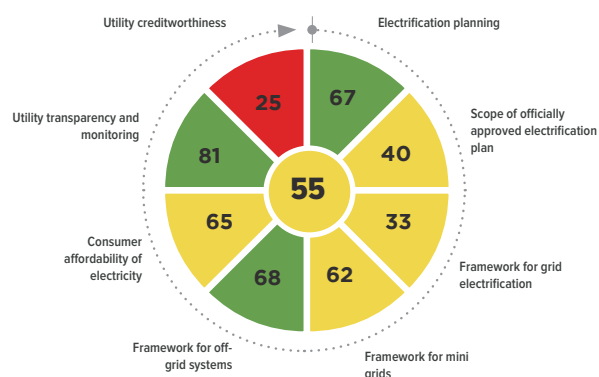 Utility creditworthiness
Electrification planning
25
67
Utility transparency and
monitoring
81
40
Scope of officially
approved electrification
plan
55
65
33
Consumer
affordability of
electricity
Framework for grid
electrification
68
62
Framework for off-
grid systems
Framework for mini
grids